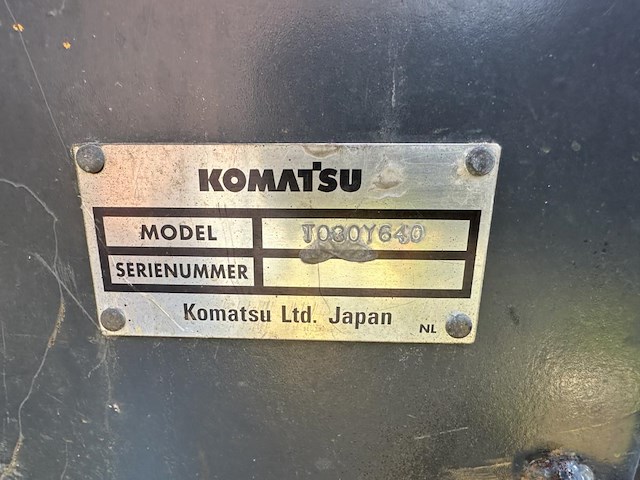 KOMATSU
MODEL T030Y640
SERIENUMMER
Komatsu Ltd. Japan
NL